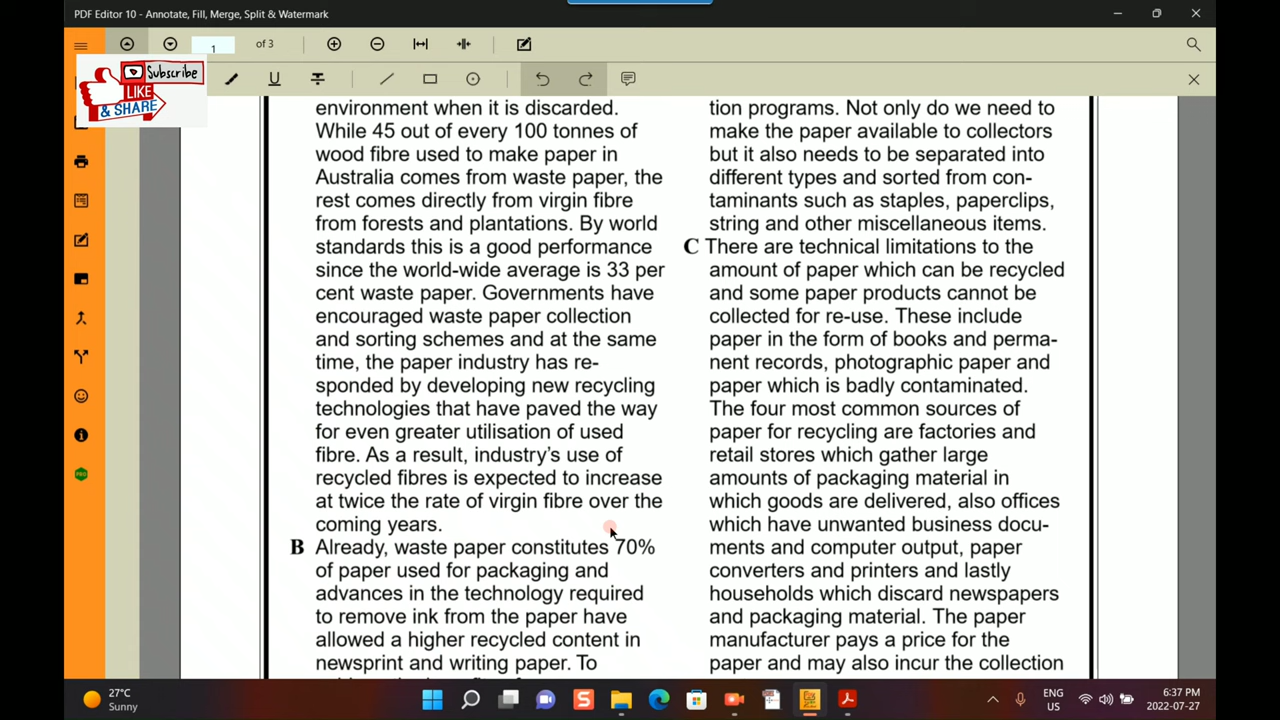 PDF Editor 10 - Annotate, Fill, Merge, Split & Watermark
1 of 3
Subscribe
LIKE
& SHARE
environment when it is discarded.
While 45 out of every 100 tonnes of
wood fibre used to make paper in
Australia comes from waste paper, the
rest comes directly from virgin fibre
from forests and plantations. By world
standards this is a good performance
since the world-wide average is 33 per
cent waste paper. Governments have
encouraged waste paper collection
and sorting schemes and at the same
time, the paper industry has re-
sponded by developing new recycling
technologies that have paved the way
for even greater utilisation of used
fibre. As a result, industry's use of
recycled fibres is expected to increase
at twice the rate of virgin fibre over the
coming years.
B Already, waste paper constitutes 70%
of paper used for packaging and
advances in the technology required
to remove ink from the paper have
allowed a higher recycled content in
newsprint and writing paper. To
tion programs. Not only do we need to
make the paper available to collectors
but it also needs to be separated into
different types and sorted from con-
taminants such as staples, paperclips,
string and other miscellaneous items.
C There are technical limitations to the
amount of paper which can be recycled
and some paper products cannot be
collected for re-use. These include
paper in the form of books and perma-
nent records, photographic paper and
paper which is badly contaminated.
The four most common sources of
paper for recycling are factories and
retail stores which gather large
amounts of packaging material in
which goods are delivered, also offices
which have unwanted business docu-
ments and computer output, paper
converters and printers and lastly
households which discard newspapers
and packaging material. The paper
manufacturer pays a price for the
paper and may also incur the collection
27°C
Sunny
ENG
US
6:37 PM
2022-07-27